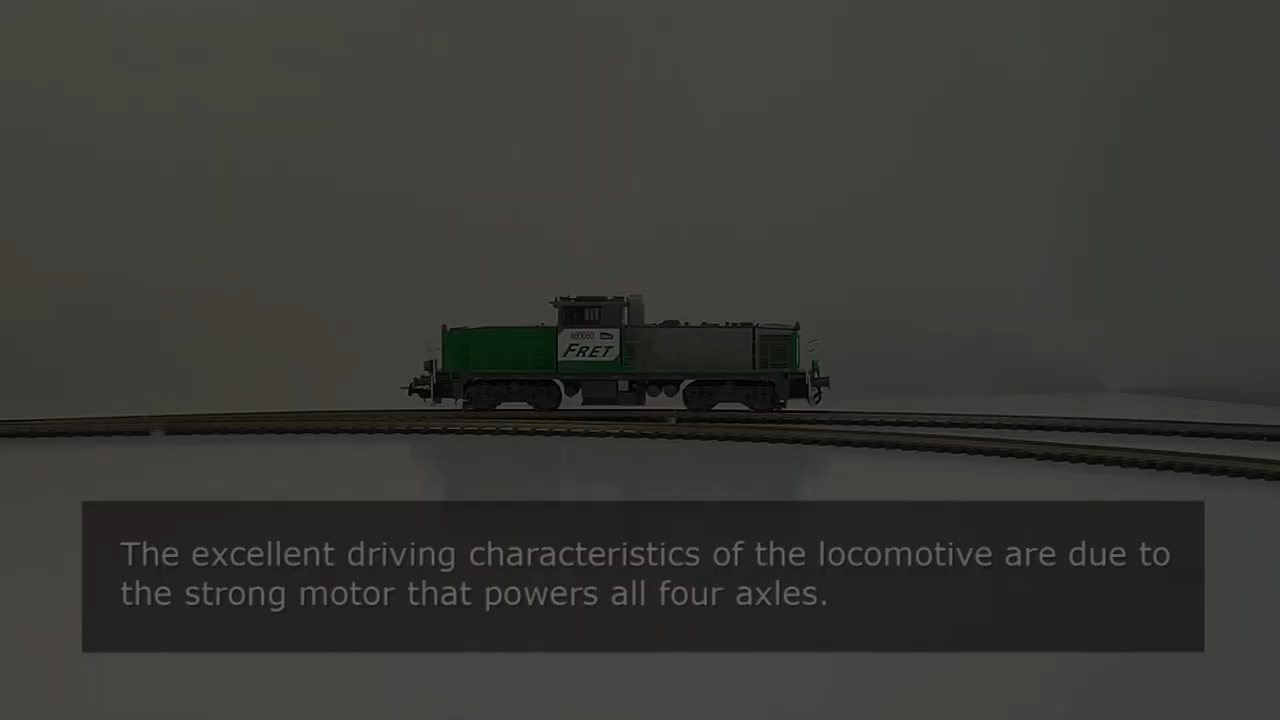 FRET
The excellent driving characteristics of the locomotive are due to
the strong motor that powers all four axles.